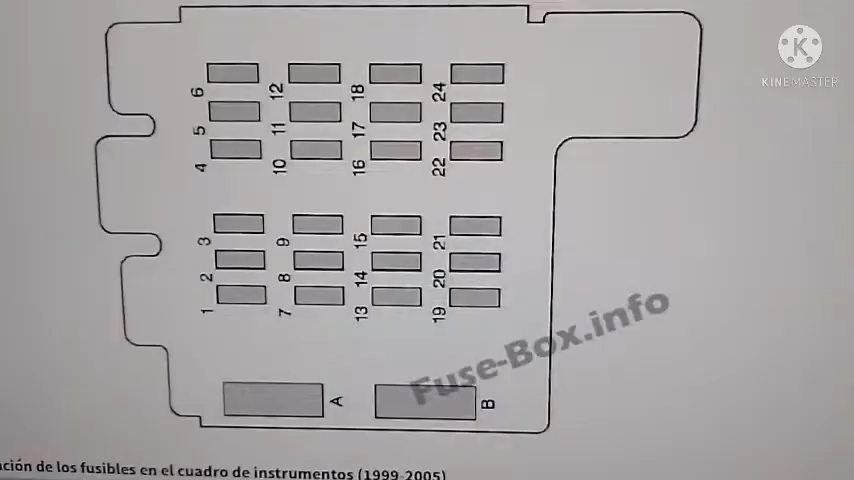 KINEMASTER
6 12 18 24
5 11 17 23
4 10 16 22
3 9 15 21
2 8 14 20
1 7 13 19
Fuse-Box.info
A B
ción de los fusibles en el cuadro de instrumentos (1999-2005)